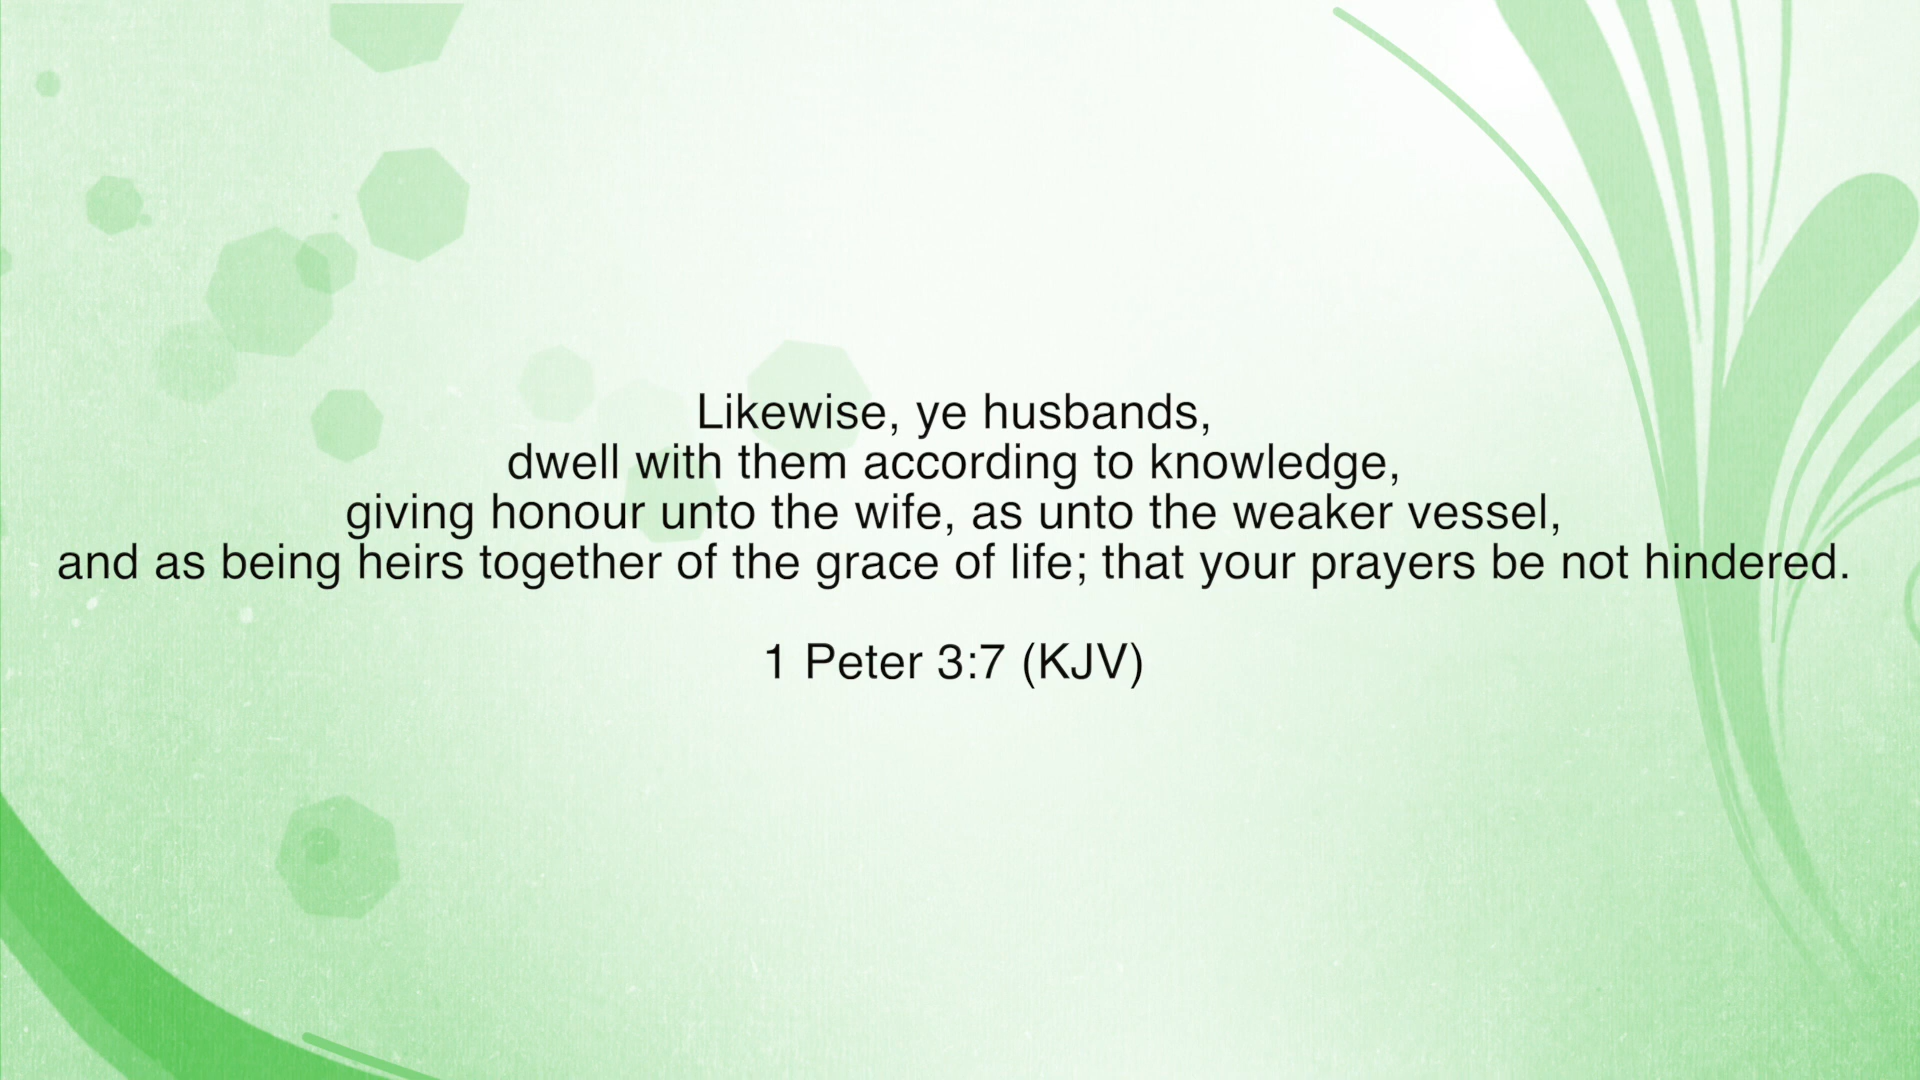 Likewise, ye husbands,
dwell with them according to knowledge,
giving honour unto the wife, as unto the weaker vessel,
and as being heirs together of the grace of life; that your prayers be not hindered.
1 Peter 3:7 (KJV)